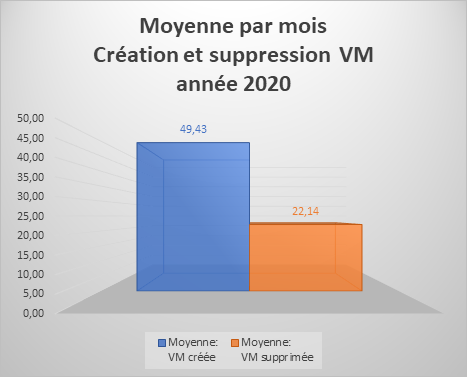 Moyenne par mois
Création et suppression VM
année 2020
50,00
45,00
40,00
35,00
30,00
25,00
20,00
15,00
10,00
5,00
0,00
49,43
22,14
Moyenne: VM créée
Moyenne: VM supprimée